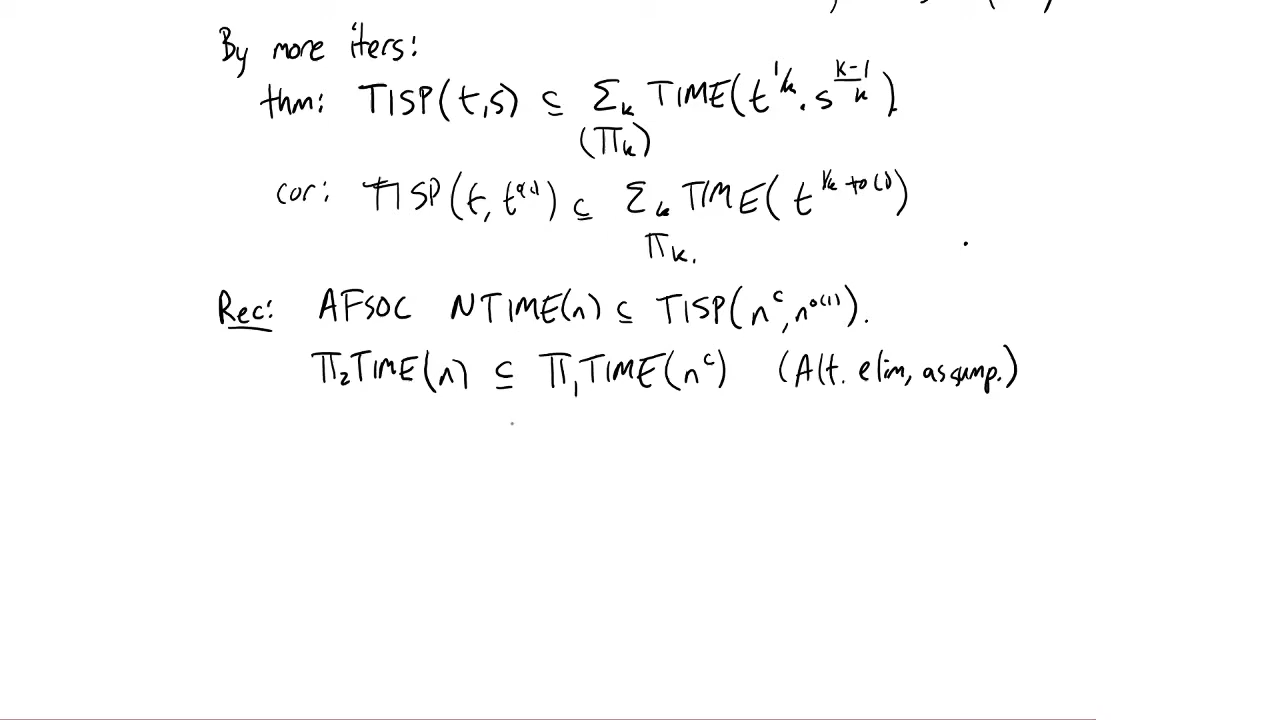 By more iters:
thm: TISP(t,s) ⊆ Σ_k TIME(t^{1/k} · s^{\frac{k-1}{k}}).
(Π_k)
cor: TISP(t, t^{o(1)}) ⊆ Σ_k TIME(t^{1/k + o(1)})
Π_k.
Rec: AFSOC NTIME(n) ⊆ TISP(n^c, n^{o(1)}).
Π_2TIME(n) ⊆ Π_1TIME(n^c) (Alt. elim, assump.)